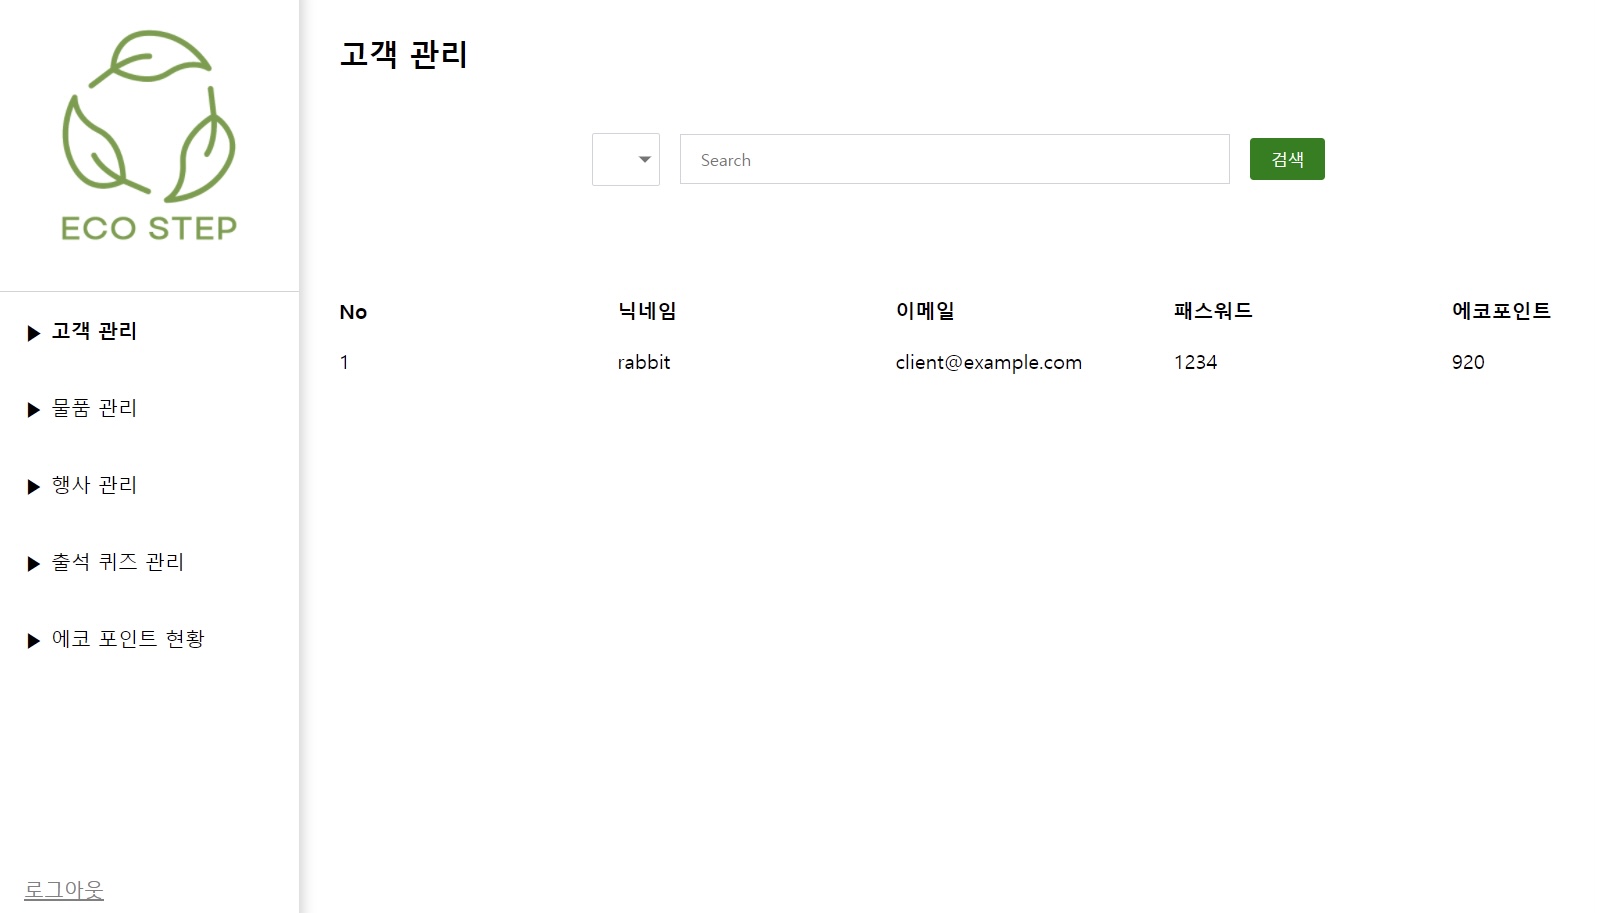 ECO STEP
▶ 고객 관리
▶ 물품 관리
▶ 행사 관리
▶ 출석 퀴즈 관리
▶ 에코 포인트 현황
로그아웃
고객 관리
Search 검색
No 닉네임 이메일 패스워드 에코포인트
1 rabbit client@example.com 1234 920